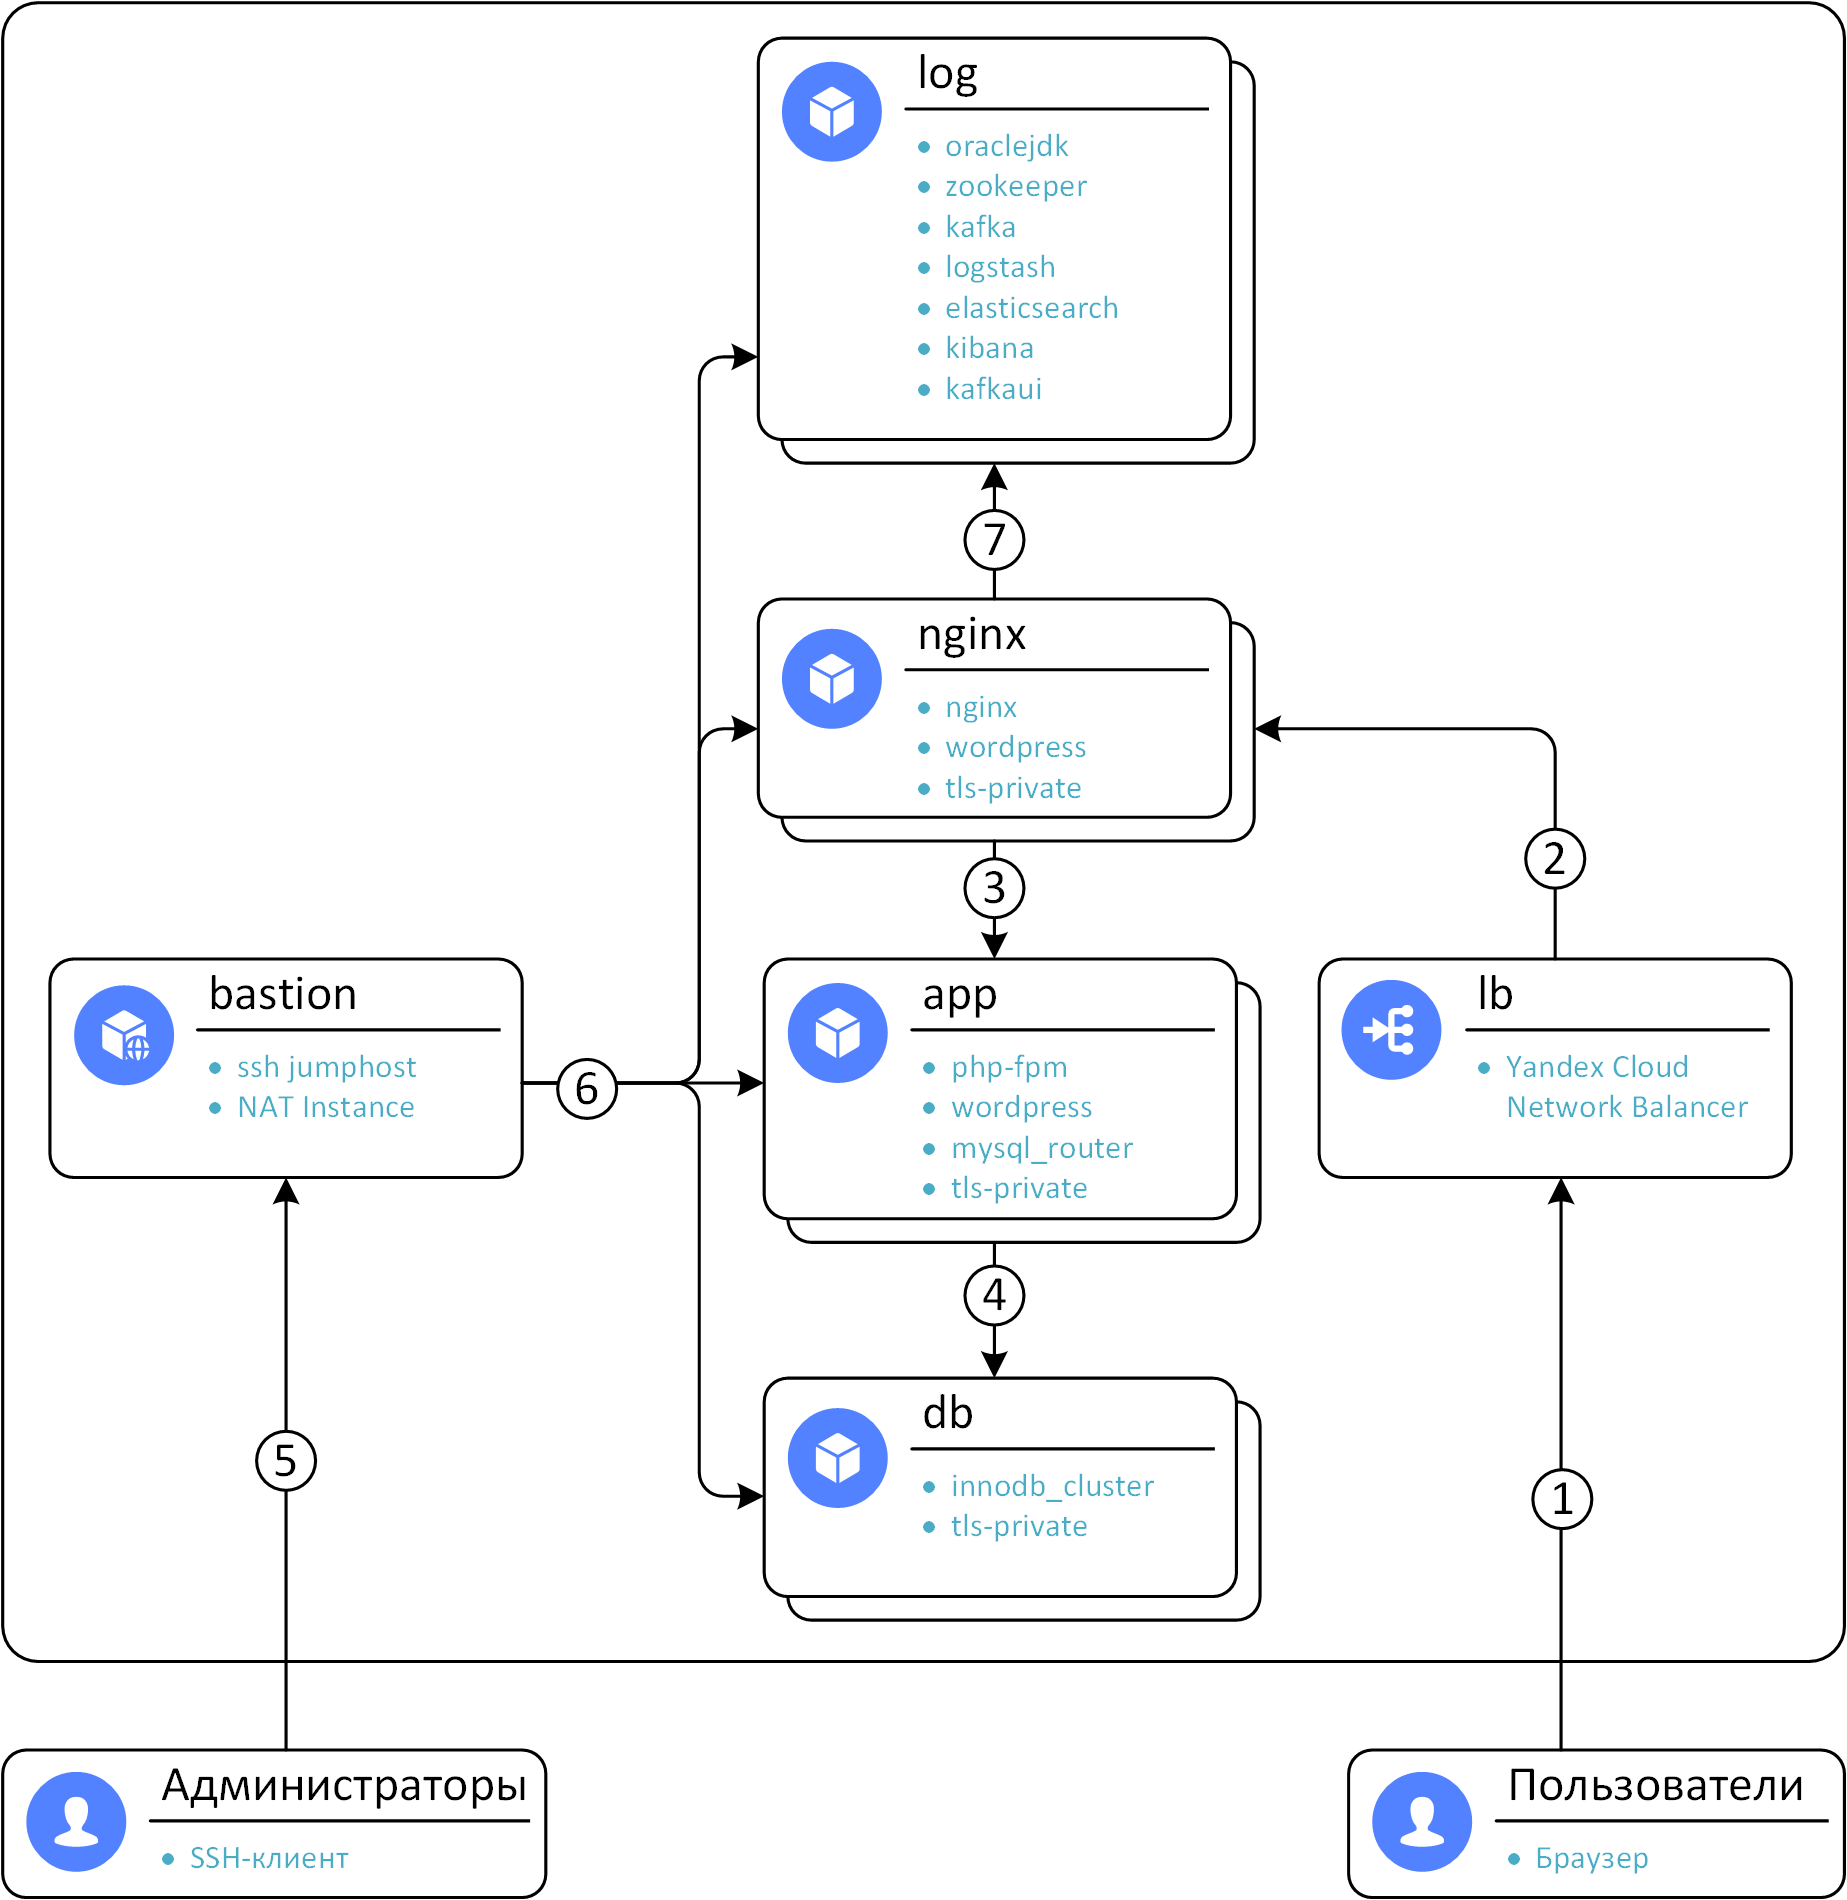 log
oraclejdk
zookeeper
kafka
logstash
elasticsearch
kibana
kafkaui
7
nginx
nginx
wordpress
tls-private
2
3
bastion
ssh jumphost
NAT Instance
6
app
php-fpm
wordpress
mysql_router
tls-private
lb
Yandex Cloud
Network Balancer
4
db
innodb_cluster
tls-private
5
1
Администраторы
SSH-клиент
Пользователи
Браузер